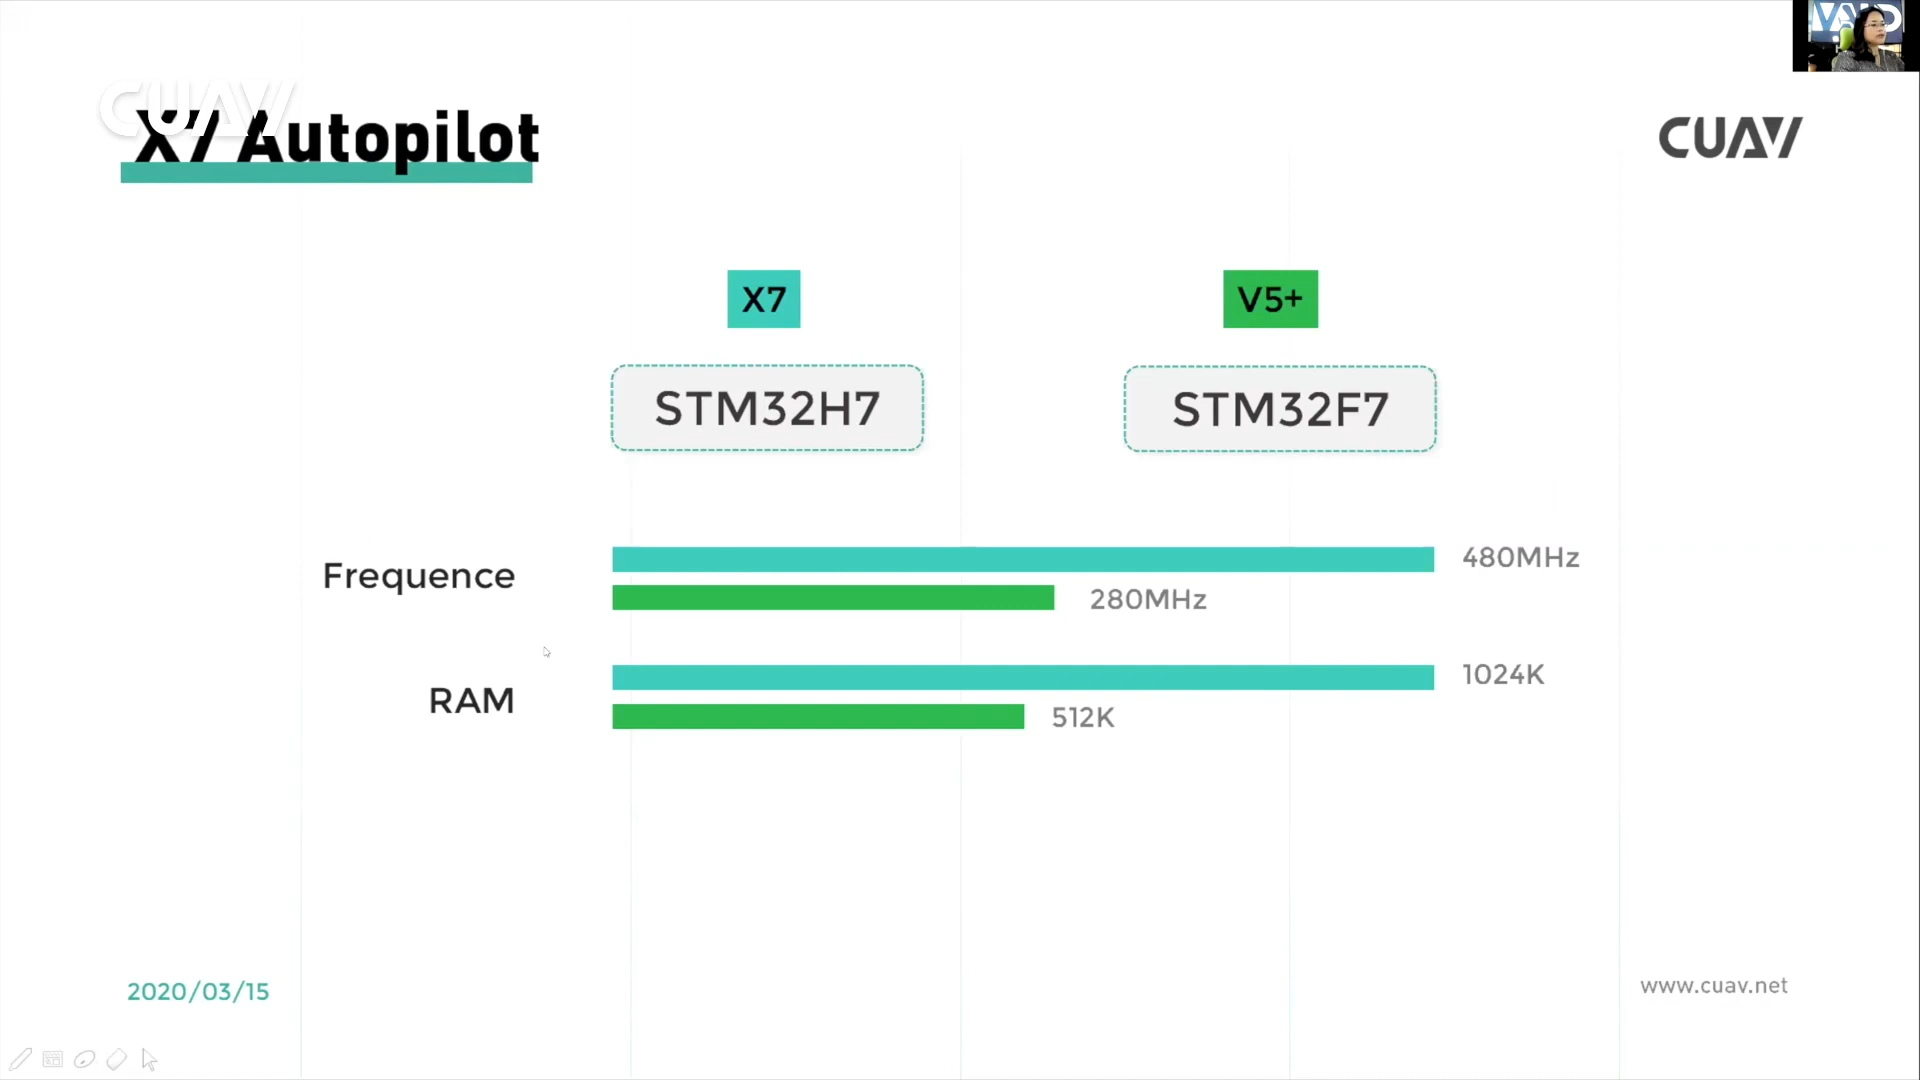 CUAV
X7 Autopilot
CUAV
X7
V5+
STM32H7
STM32F7
Frequence
480MHz
280MHz
RAM
1024K
512K
2020/03/15
www.cuav.net